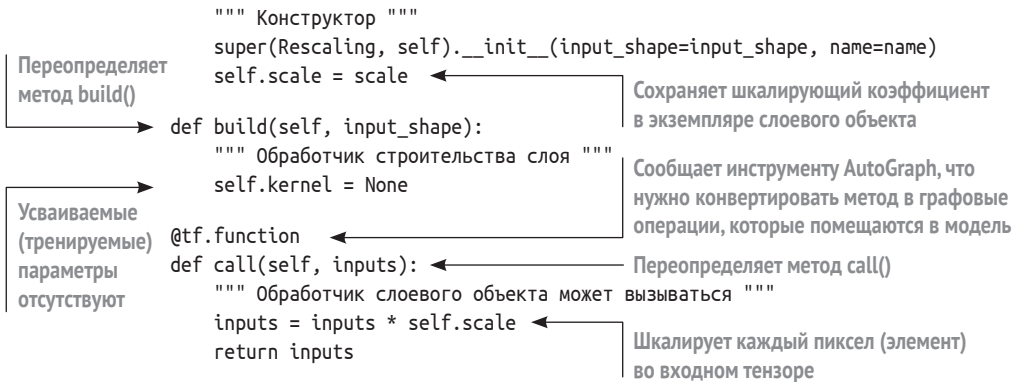 """ Конструктор """
super(Rescaling, self).__init__(input_shape=input_shape, name=name)
self.scale = scale
Переопределяет
метод build()
Сохраняет шкалирующий коэффициент
в экземпляре слоевого объекта
def build(self, input_shape):
""" Обработчик строительства слоя """
self.kernel = None
Сообщает инструменту AutoGraph, что
нужно конвертировать метод в графовые
операции, которые помещаются в модель
Усваиваемые
(тренируемые)
параметры
отсутствуют
@tf.function
def call(self, inputs):
Переопределяет метод call()
""" Обработчик слоевого объекта может вызываться """
inputs = inputs * self.scale
return inputs
Шкалирует каждый пиксел (элемент)
во входном тензоре